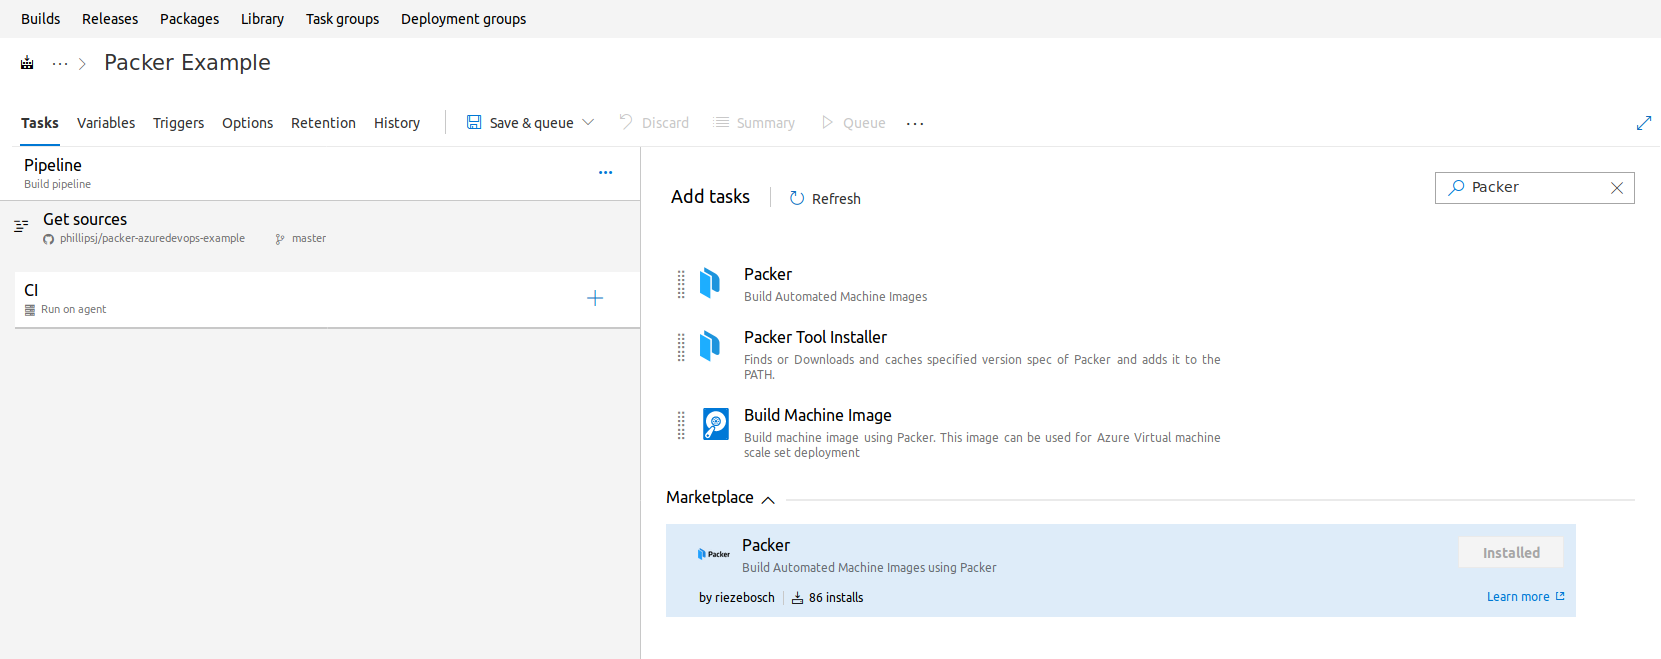 Builds Releases Packages Library Task groups Deployment groups
... > Packer Example
Tasks Variables Triggers Options Retention History Save & queue Discard Summary Queue ...
Pipeline
Build pipeline
Get sources
phillipsj/packer-azuredevops-example master
CI
Run on agent
Add tasks Refresh Packer
Packer
Build Automated Machine Images
Packer Tool Installer
Finds or Downloads and caches specified version spec of Packer and adds it to the
PATH.
Build Machine Image
Build machine image using Packer. This image can be used for Azure Virtual machine
scale set deployment
Marketplace
Packer Packer Installed
Build Automated Machine Images using Packer
by riezebosch 86 installs Learn more